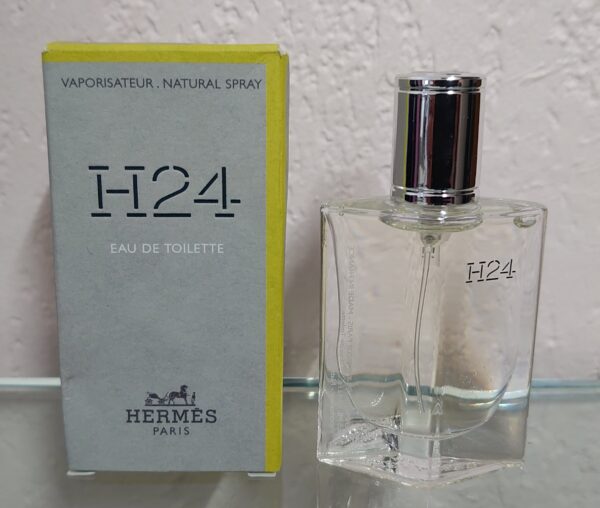 VAPORISATEUR . NATURAL SPRAY
H24
EAU DE TOILETTE
HERMÈS
PARIS
H24